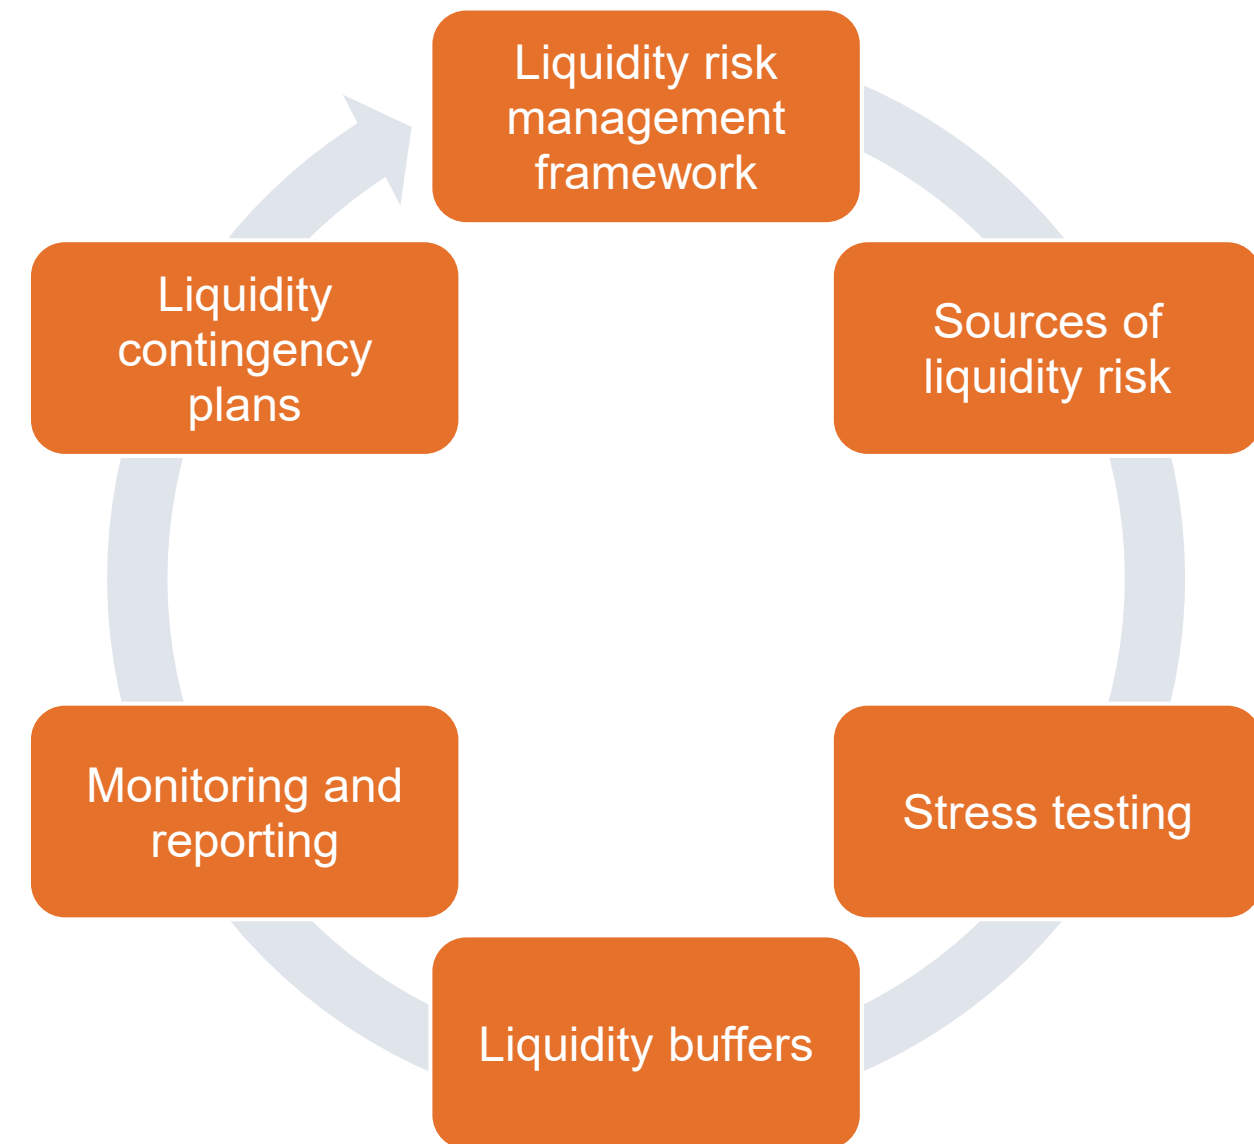 Liquidity risk
management
framework
Sources of
liquidity risk
Stress testing
Liquidity buffers
Monitoring and
reporting
Liquidity
contingency
plans